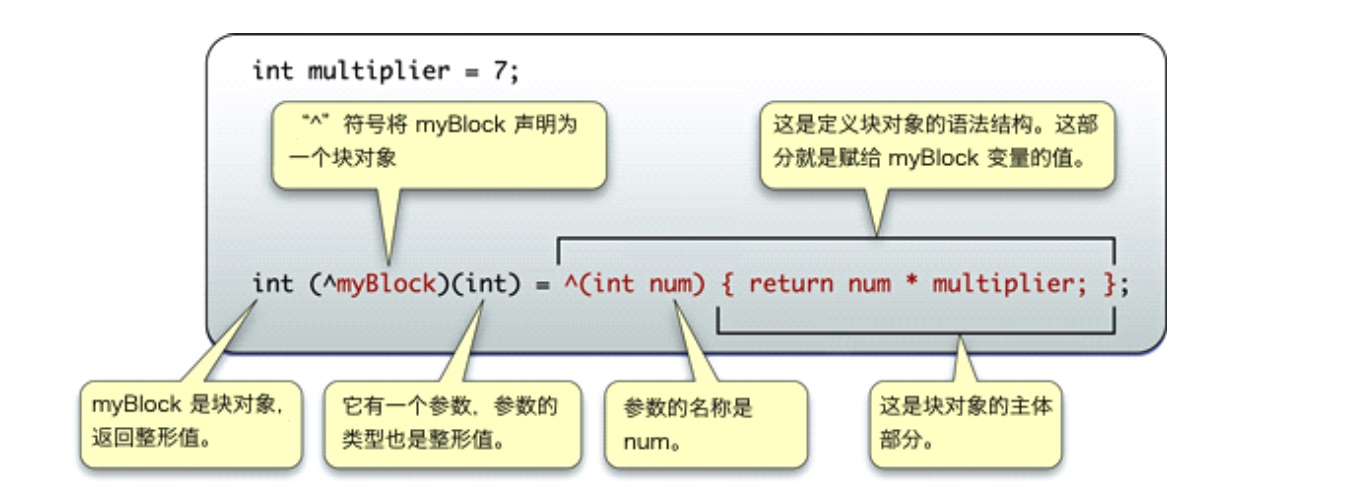 int multiplier = 7;
“^” 符号将 myBlock 声明为
一个块对象
这是定义块对象的语法结构。这部
分就是赋给 myBlock 变量的值。
int (^myBlock)(int) = ^(int num) { return num * multiplier; };
myBlock 是块对象,
返回整形值。
它有一个参数, 参数的
类型也是整形值。
参数的名称是
num。
这是块对象的主体
部分。